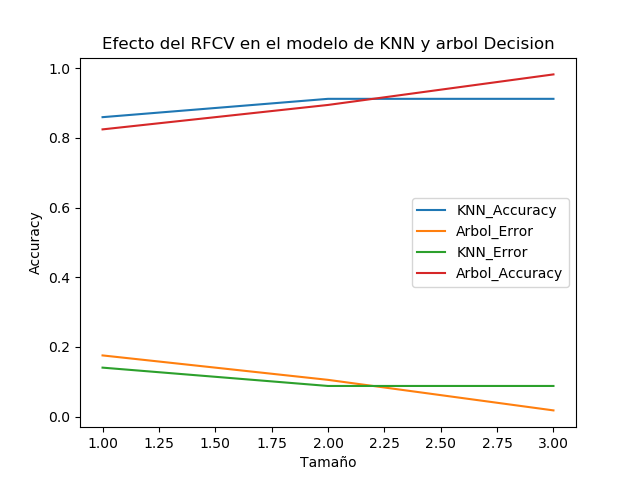 Efecto del RFCV en el modelo de KNN y arbol Decision
1.0
0.8
0.6
0.4
0.2
0.0
Accuracy
KNN_Accuracy
Arbol_Error
KNN_Error
Arbol_Accuracy
1.00 1.25 1.50 1.75 2.00 2.25 2.50 2.75 3.00
Tamaño